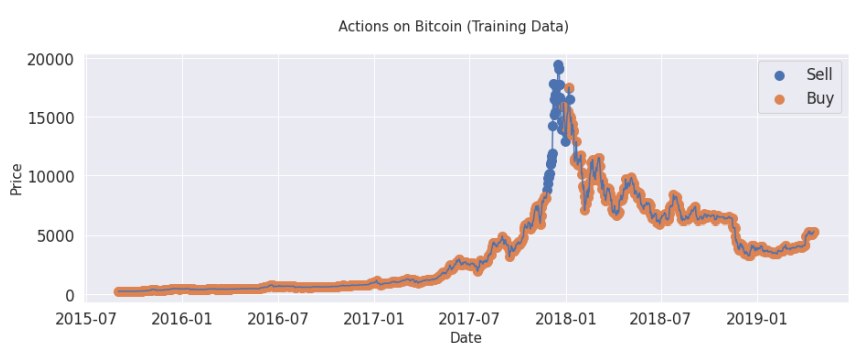 Actions on Bitcoin (Training Data)
20000
15000
10000
5000
0
Price
Sell
Buy
2015-07 2016-01 2016-07 2017-01 2017-07 2018-01 2018-07 2019-01
Date